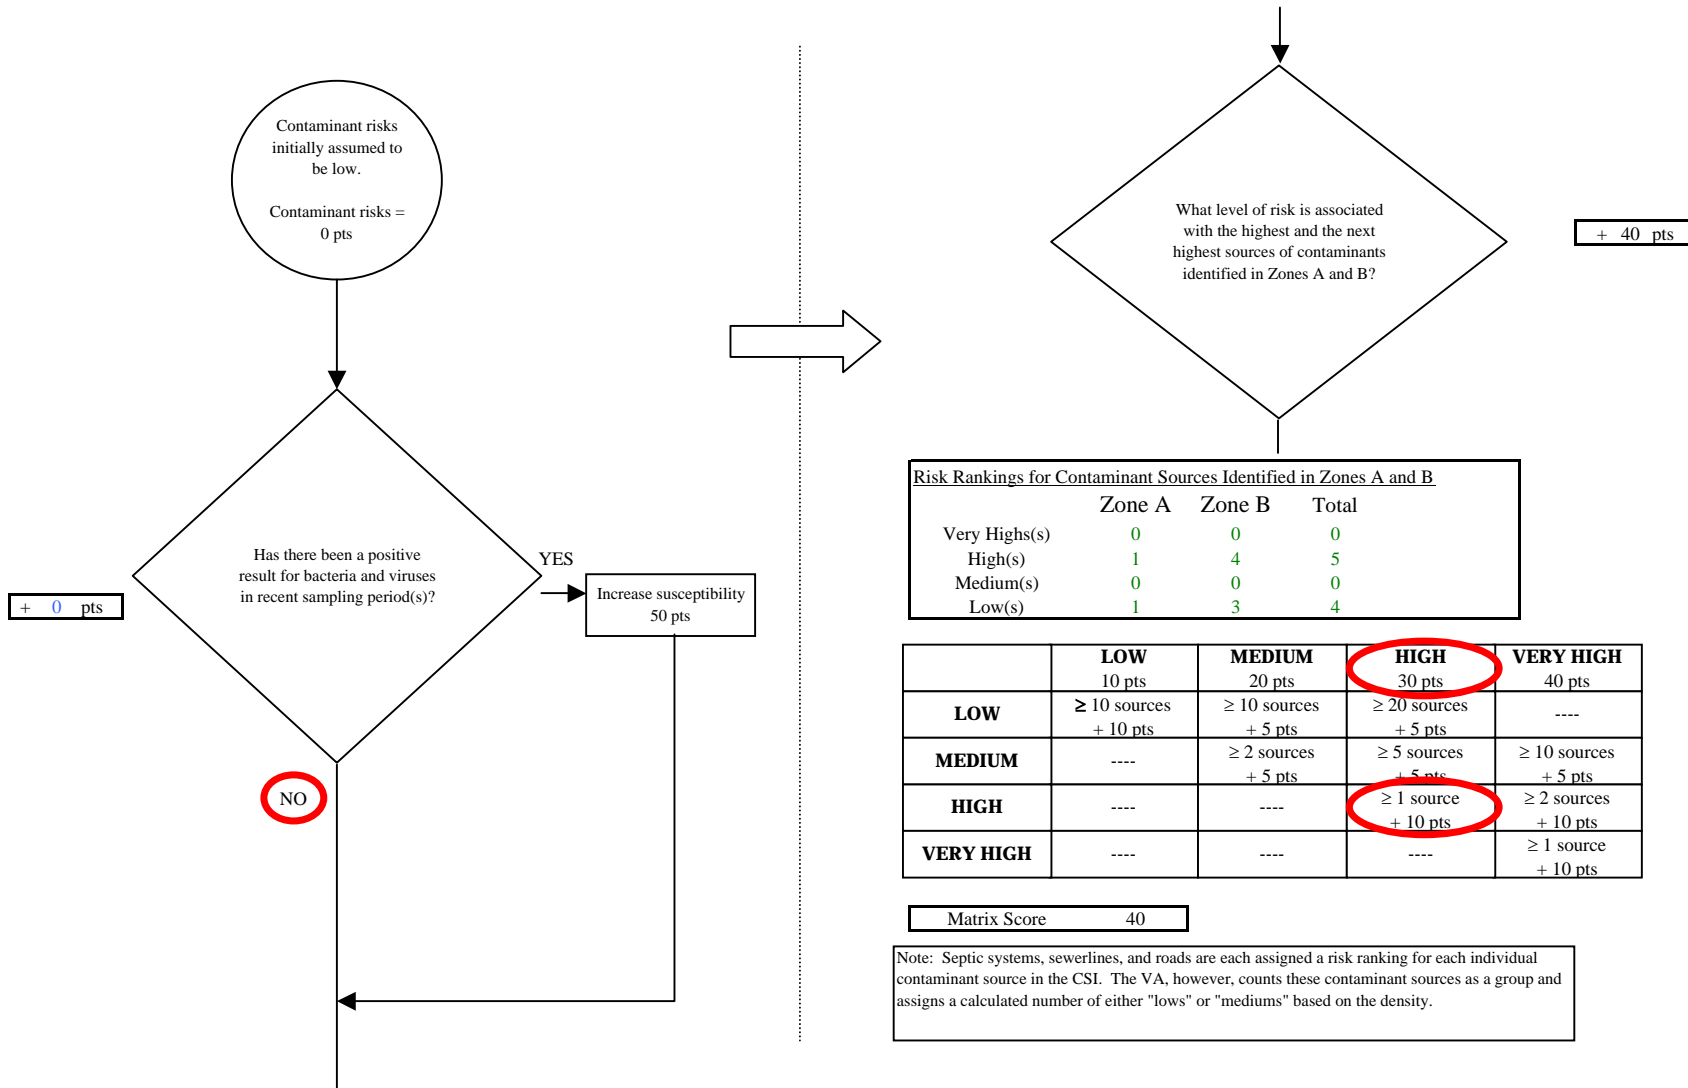 Contaminant risks
initially assumed to
be low.
Contaminant risks =
0 pts
Has there been a positive
result for bacteria and viruses
in recent sampling period(s)?
+ 0 pts
YES
Increase susceptibility
50 pts
NO
What level of risk is associated
with the highest and the next
highest sources of contaminants
identified in Zones A and B?
+ 40 pts
Risk Rankings for Contaminant Sources Identified in Zones A and B
Zone A Zone B Total
Very Highs(s) 0 0 0
High(s) 1 4 5
Medium(s) 0 0 0
Low(s) 1 3 4
LOW MEDIUM HIGH VERY HIGH
10 pts 20 pts 30 pts 40 pts
LOW ≥ 10 sources ≥ 10 sources ≥ 20 sources ----
+ 10 pts + 5 pts + 5 pts
MEDIUM ---- ≥ 2 sources ≥ 5 sources ≥ 10 sources
+ 5 pts + 5 pts + 5 pts
HIGH ---- ---- ≥ 1 source ≥ 2 sources
+ 10 pts + 10 pts
VERY HIGH ---- ---- ---- ≥ 1 source
+ 10 pts
Matrix Score 40
Note: Septic systems, sewerlines, and roads are each assigned a risk ranking for each individual
contaminant source in the CSI. The VA, however, counts these contaminant sources as a group and
assigns a calculated number of either "lows" or "mediums" based on the density.